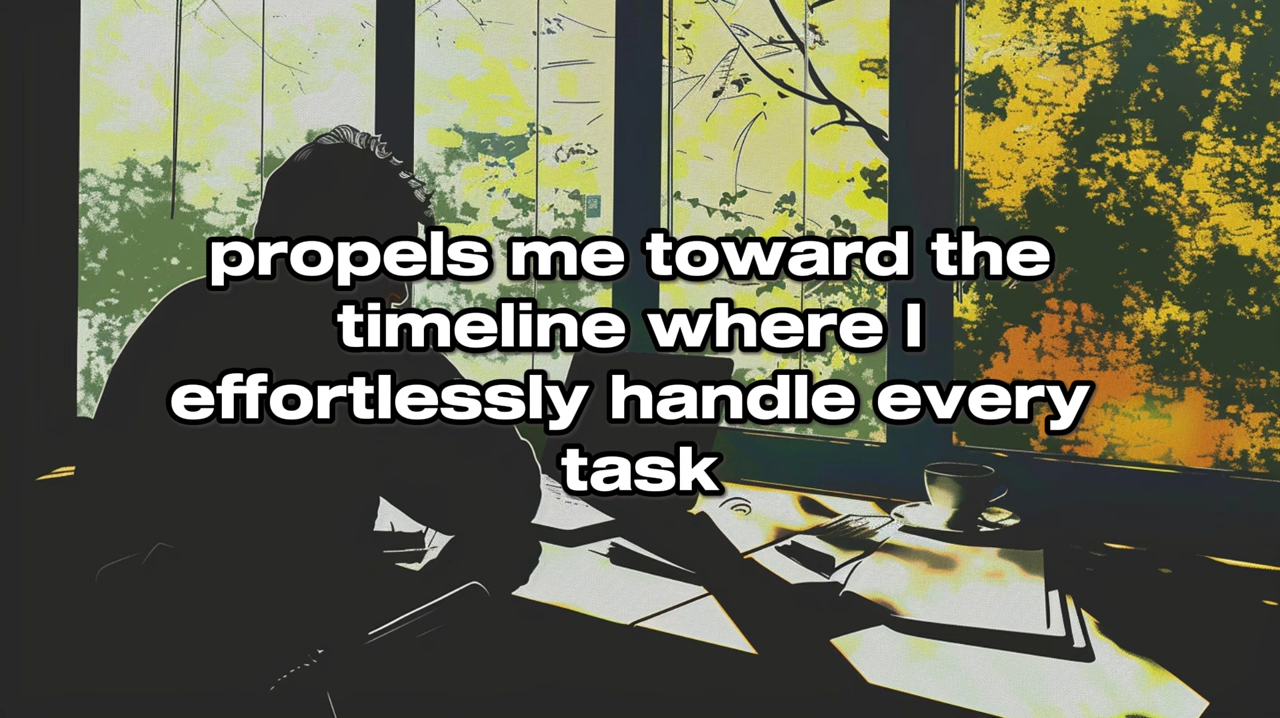 propels me toward the
timeline where I
effortlessly handle every
task